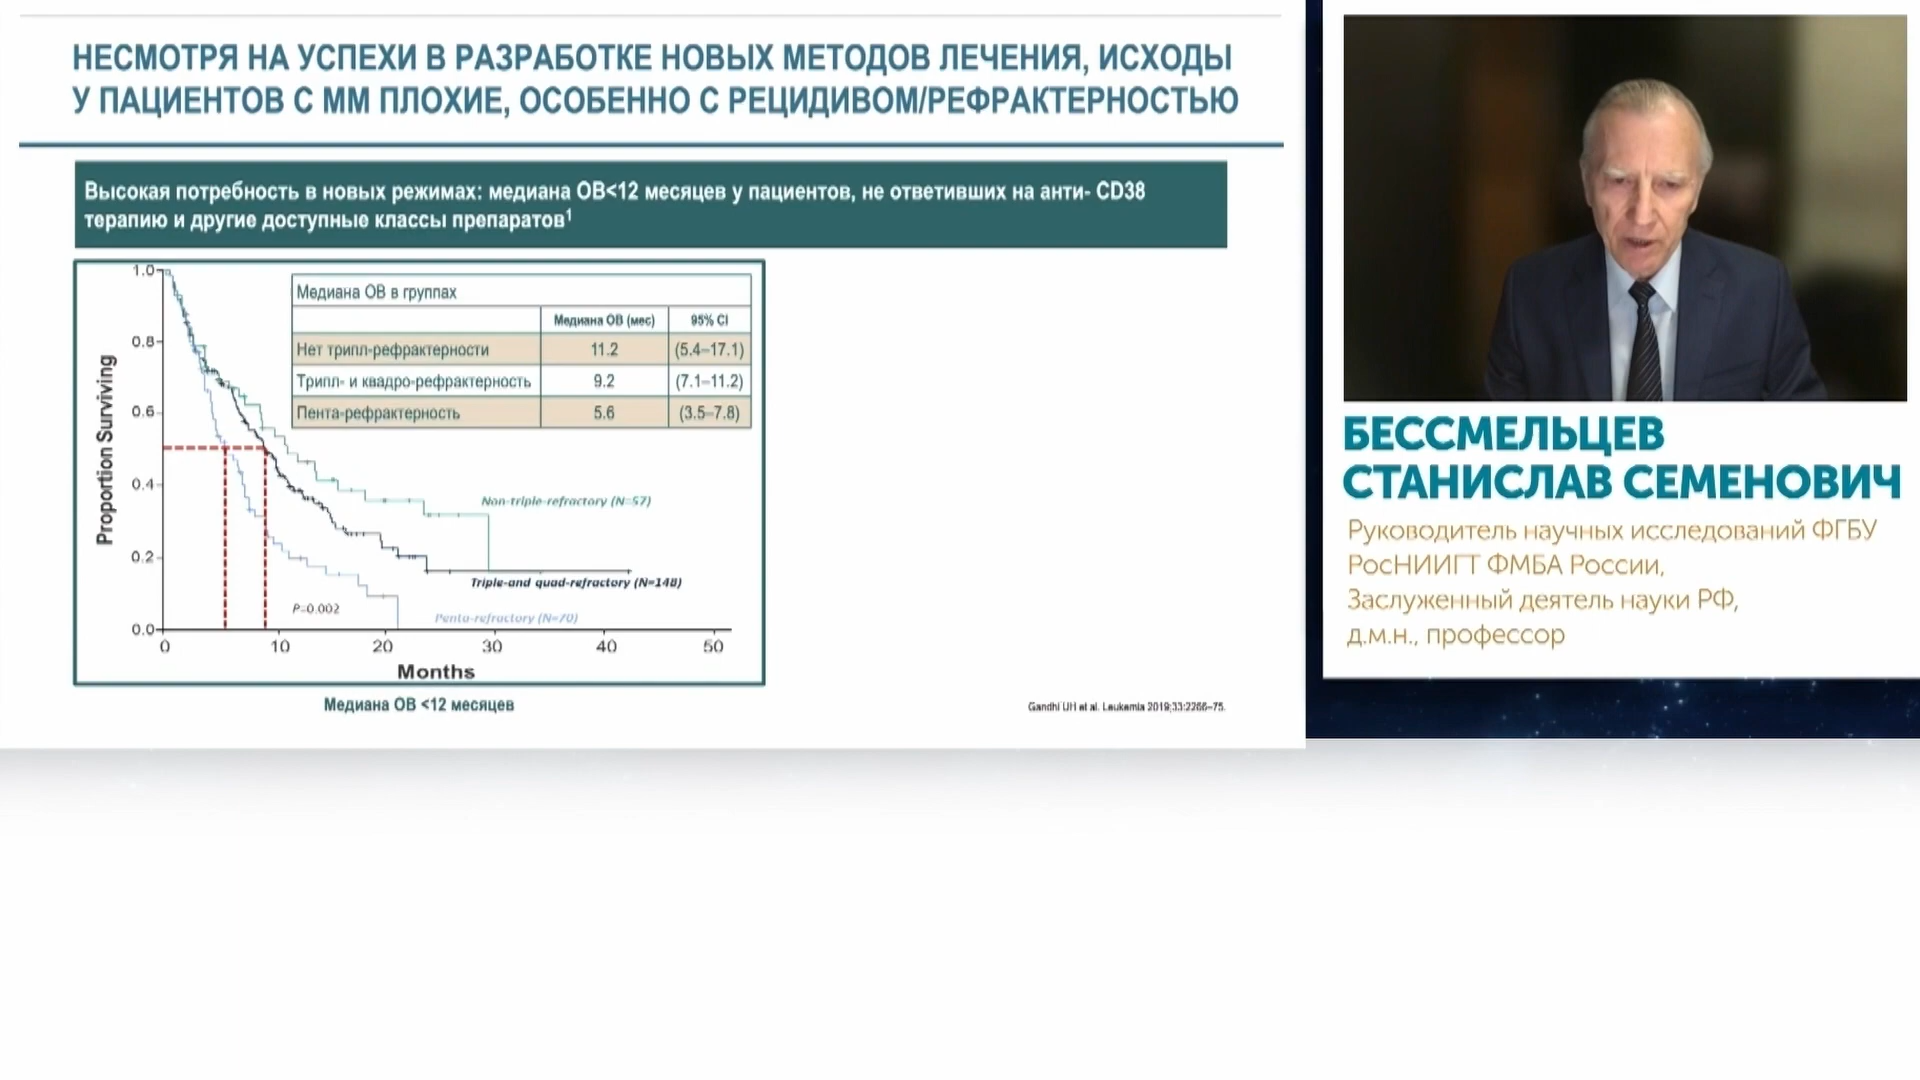 НЕСМОТРЯ НА УСПЕХИ В РАЗРАБОТКЕ НОВЫХ МЕТОДОВ ЛЕЧЕНИЯ, ИСХОДЫ
У ПАЦИЕНТОВ С ММ ПЛОХИЕ, ОСОБЕННО С РЕЦИДИВОМ/РЕФРАКТЕРНОСТЬЮ
Высокая потребность в новых режимах: медиана ОВ<12 месяцев у пациентов, не ответивших на анти- CD38
терапию и другие доступные классы препаратов¹
Медиана ОВ в группах
Медиана ОВ (мес) 95% CI
Нет трипл-рефрактерности 11.2 (5.4–17.1)
Трипл- и квадро-рефрактерность 9.2 (7.1–11.2)
Пента-рефрактерность 5.6 (3.5–7.8)
Proportion Surviving
1.0
0.8
0.6
0.4
0.2
0.0
Non-triple-refractory (N=57)
Triple-and quad-refractory (N=148)
Penta-refractory (N=70)
P=0.002
0 10 20 30 40 50
Months
Медиана ОВ <12 месяцев
Gandhi UH et al. Leukemia 2019;33:2266–75.
БЕССМЕЛЬЦЕВ
СТАНИСЛАВ СЕМЕНОВИЧ
Руководитель научных исследований ФГБУ
РосНИИГТ ФМБА России,
Заслуженный деятель науки РФ,
д.м.н., профессор